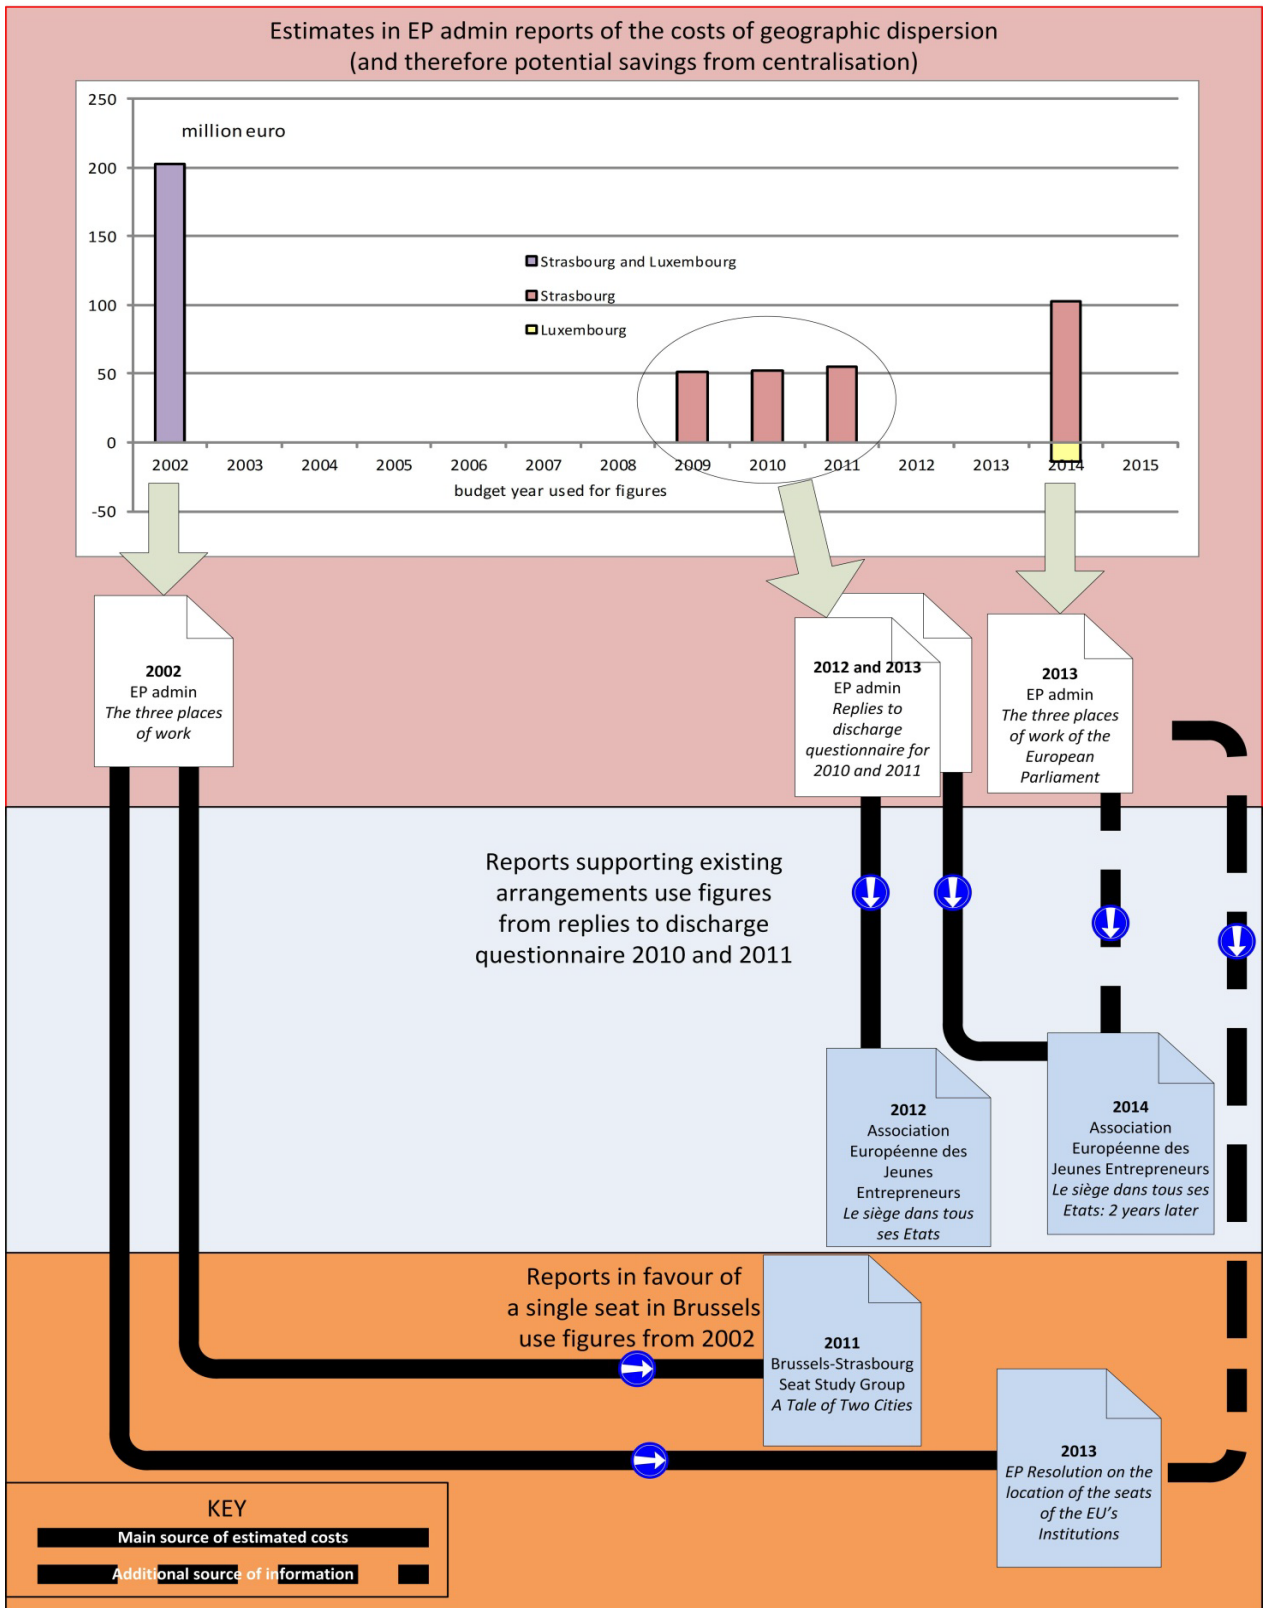 Estimates in EP admin reports of the costs of geographic dispersion
(and therefore potential savings from centralisation)
250
200
150
100
50
0
-50
million euro
Strasbourg and Luxembourg
Strasbourg
Luxembourg
2002
2003
2004
2005
2006
2007
2008
2009
2010
2011
2012
2013
2014
2015
budget year used for figures
2002
EP admin
The three places
of work
2012 and 2013
EP admin
Replies to
discharge
questionnaire for
2010 and 2011
2013
EP admin
The three places
of work of the
European
Parliament
Reports supporting existing
arrangements use figures
from replies to discharge
questionnaire 2010 and 2011
2012
Association
Européenne des
Jeunes
Entrepreneurs
Le siège dans tous
ses Etats
2014
Association
Européenne des
Jeunes Entrepreneurs
Le siège dans tous ses
Etats: 2 years later
Reports in favour of
a single seat in Brussels
use figures from 2002
2011
Brussels-Strasbourg
Seat Study Group
A Tale of Two Cities
2013
EP Resolution on the
location of the seats
of the EU’s
Institutions
KEY
Main source of estimated costs
Additional source of information